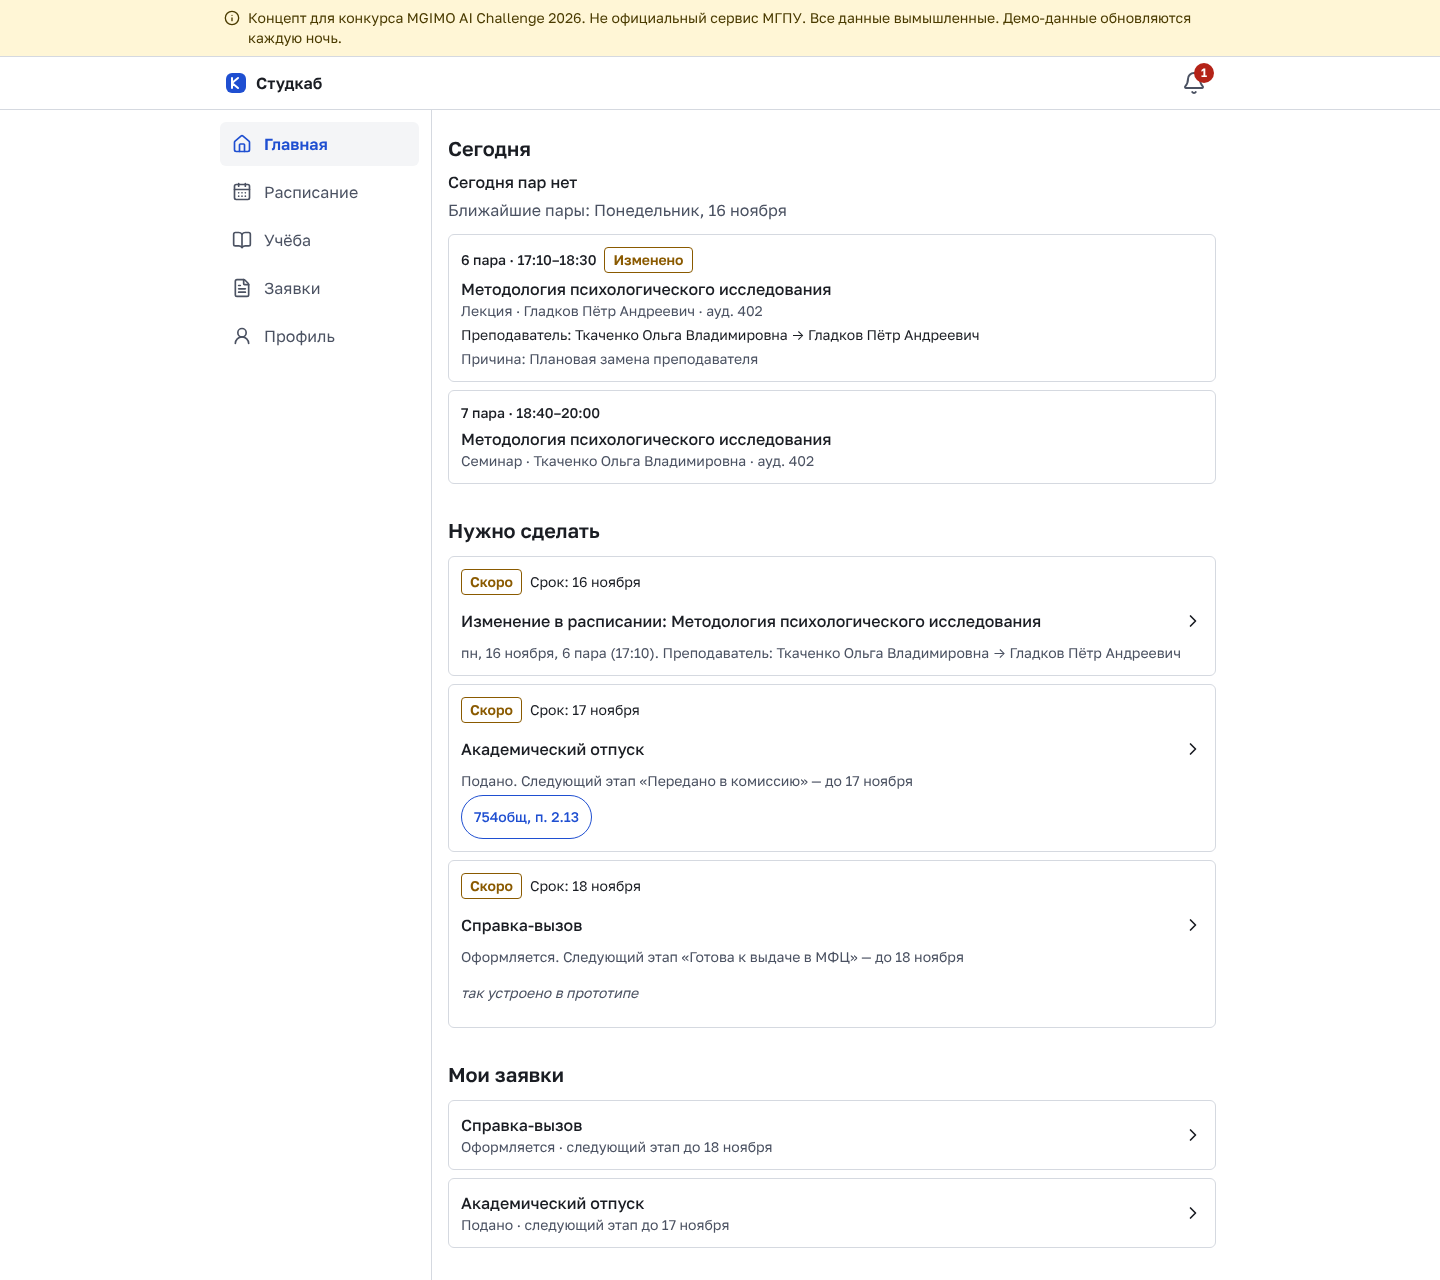 Концепт для конкурса MGIMO AI Challenge 2026. Не официальный сервис МГПУ. Все данные вымышленные. Демо-данные обновляются
каждую ночь.
Студкаб
1
Главная
Расписание
Учёба
Заявки
Профиль
Сегодня
Сегодня пар нет
Ближайшие пары: Понедельник, 16 ноября
6 пара · 17:10–18:30 Изменено
Методология психологического исследования
Лекция · Гладков Пётр Андреевич · ауд. 402
Преподаватель: Ткаченко Ольга Владимировна → Гладков Пётр Андреевич
Причина: Плановая замена преподавателя
7 пара · 18:40–20:00
Методология психологического исследования
Семинар · Ткаченко Ольга Владимировна · ауд. 402
Нужно сделать
Скоро Срок: 16 ноября
Изменение в расписании: Методология психологического исследования
пн, 16 ноября, 6 пара (17:10). Преподаватель: Ткаченко Ольга Владимировна → Гладков Пётр Андреевич
Скоро Срок: 17 ноября
Академический отпуск
Подано. Следующий этап «Передано в комиссию» — до 17 ноября
754общ, п. 2.13
Скоро Срок: 18 ноября
Справка-вызов
Оформляется. Следующий этап «Готова к выдаче в МФЦ» — до 18 ноября
так устроено в прототипе
Мои заявки
Справка-вызов
Оформляется · следующий этап до 18 ноября
Академический отпуск
Подано · следующий этап до 17 ноября